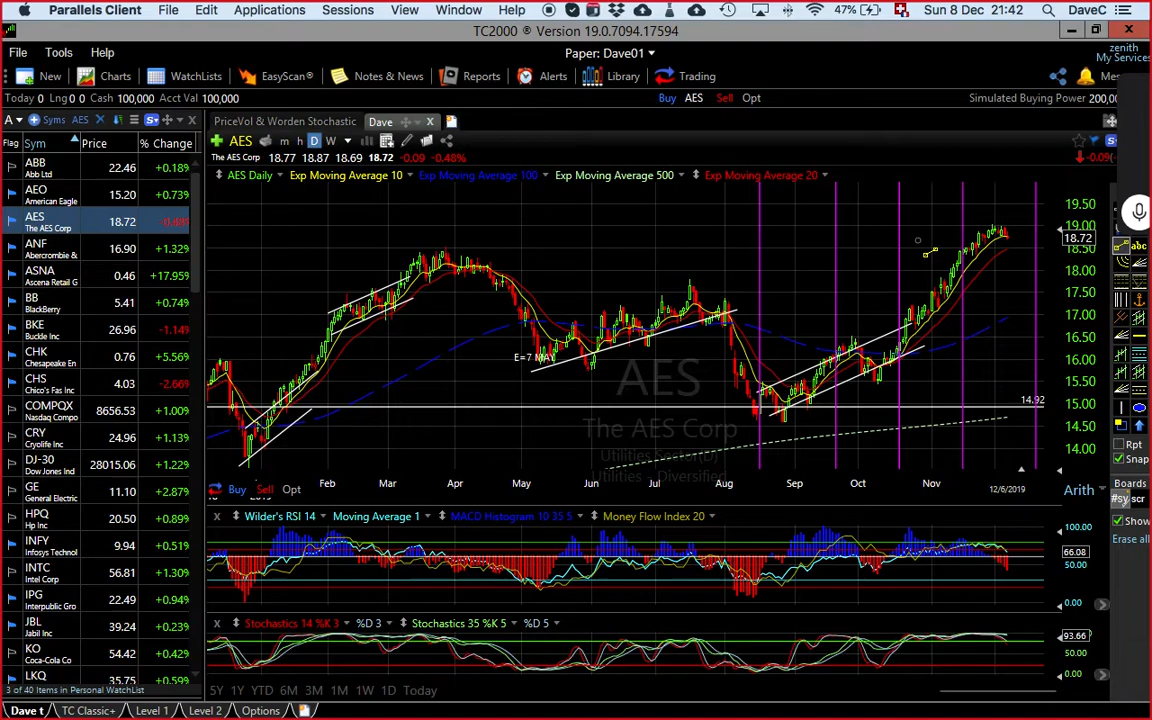 Parallels Client File Edit Applications Sessions View Window Help 47% Sun 8 Dec 21:42 DaveC
TC2000 ® Version 19.0.7094.17594
File Tools Help Paper: Dave01 zenith
My Services
New Charts WatchLists EasyScan® Notes & News Reports Alerts Library Trading
Today 0 Lng 0 0 Cash 100,000 Acct Val 100,000 Buy AES Sell Opt Simulated Buying Power 200,00
A Syms AES PriceVol & Worden Stochastic Dave
Flag Sym Price % Change
AES m h D W
The AES Corp 18.77 18.87 18.69 18.72 -0.09 -0.48%
AES Daily Exp Moving Average 10 Exp Moving Average 100 Exp Moving Average 500 Exp Moving Average 20
ABB 22.46 +0.18%
Abb Ltd
AEO 15.20 +0.73%
American Eagle
AES 18.72 -0.48%
The AES Corp
ANF 16.90 +1.32%
Abercrombie &
ASNA 0.46 +17.95%
Ascena Retail G
BB 5.41 +0.74%
BlackBerry
BKE 26.96 -1.14%
Buckle Inc
CHK 0.76 +5.56%
Chesapeake En
CHS 4.03 -2.66%
Chico's Fas Inc
COMPQX 8656.53 +1.00%
Nasdaq Compo
CRY 24.96 +1.13%
Cryolife Inc
DJ-30 28015.06 +1.22%
Dow Jones Ind
GE 11.10 +2.87%
General Electric
HPQ 20.50 +0.89%
Hp Inc
INFY 9.94 +0.51%
Infosys Technol
INTC 56.81 +1.30%
Intel Corp
IPG 22.49 +0.94%
Interpublic Gro
JBL 39.24 +0.23%
Jabil Inc
KO 54.42 +0.42%
Coca-Cola Co
LKQ 35.75 +0.59%
3 of 40 Items in Personal WatchList
19.50
19.00
18.72
18.50
18.00
17.50
17.00
16.50
16.00
15.50
15.00
14.50
14.00
E=7 MAY
14.92
AES
The AES Corp
Utilities Sector(D)
Utilities - Diversified
Feb Mar Apr May Jun Jul Aug Sep Oct Nov 12/6/2019
2019
Buy Sell Opt Arith
abc
Rpt
Snap
Boards
#sy scr
Show
Erase all
X Wilder's RSI 14 Moving Average 1 MACD Histogram 10 35 5 Money Flow Index 20
100.00
66.08
50.00
0.00
X Stochastics 14 %K 3 %D 3 Stochastics 35 %K 5 %D 5
93.66
50.00
0.00
5Y 1Y YTD 6M 3M 1M 1W 1D Today
Dave t TC Classic+ Level 1 Level 2 Options